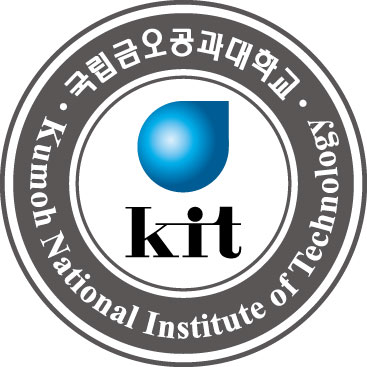 · 국립금오공과대학교 ·
kit
Kumoh National Institute of Technology